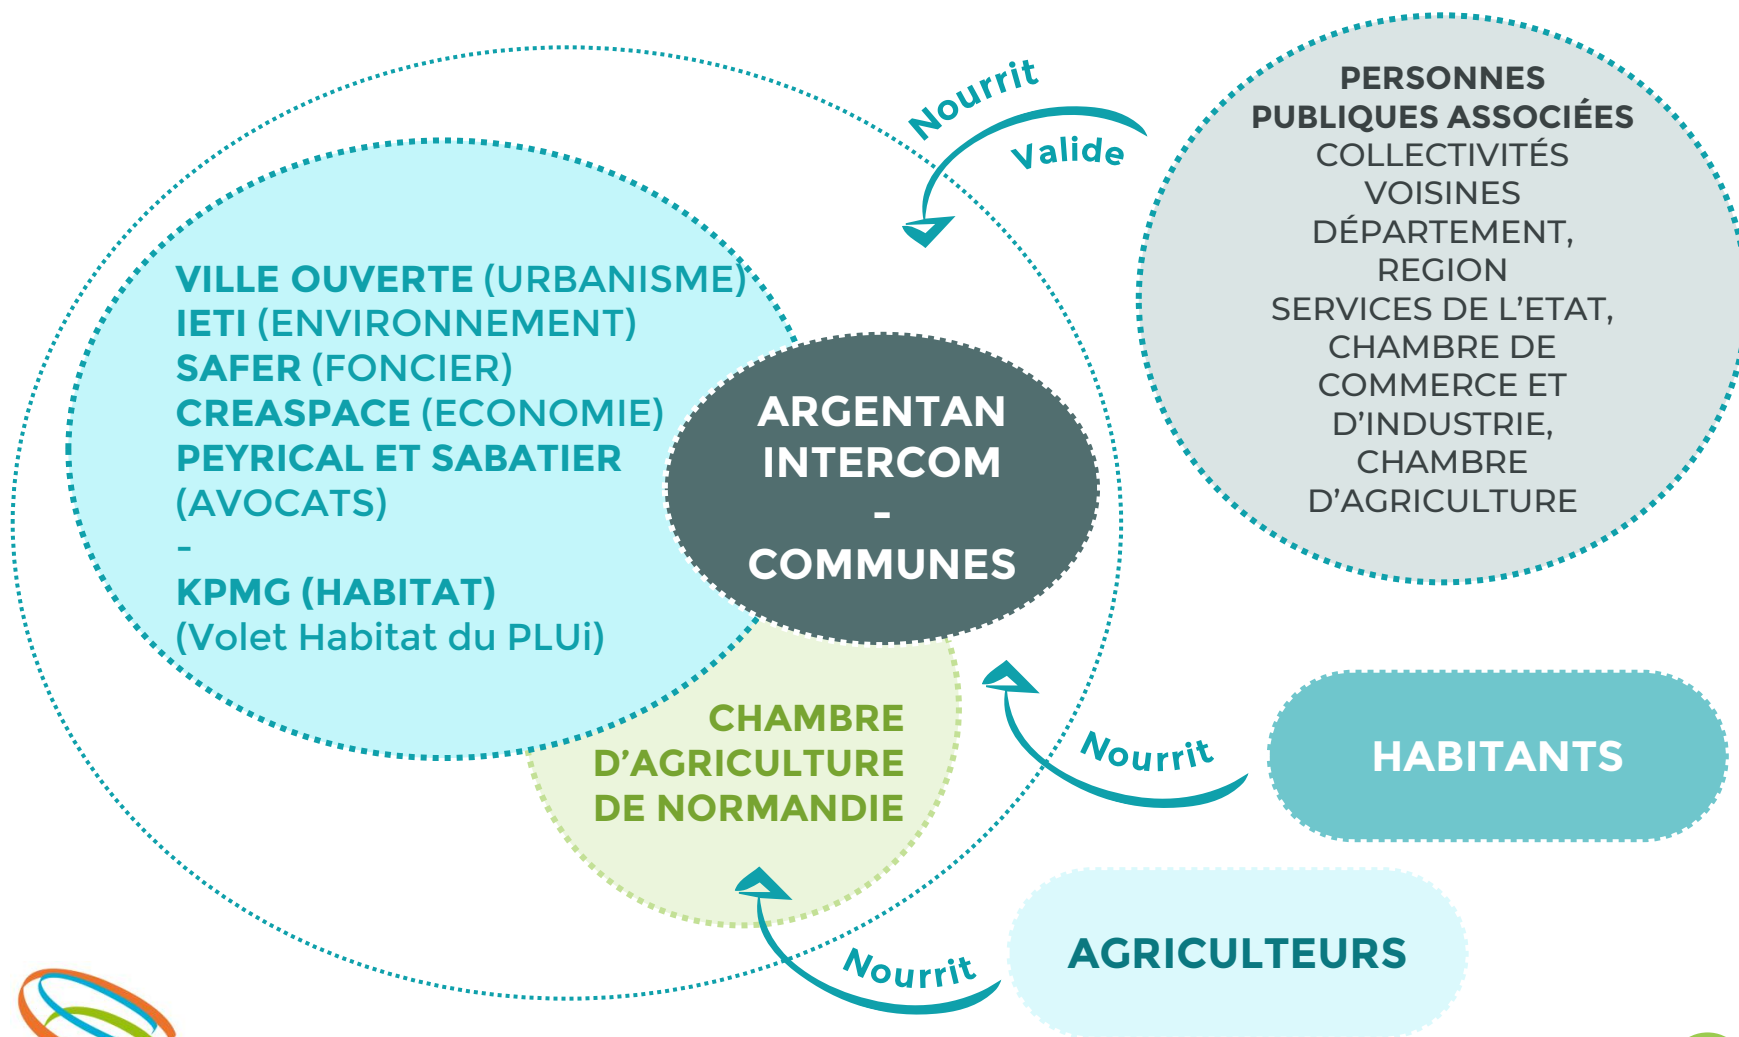 VILLE OUVERTE (URBANISME)
IETI (ENVIRONNEMENT)
SAFER (FONCIER)
CREASPACE (ECONOMIE)
PEYRICAL ET SABATIER
(AVOCATS)
-
KPMG (HABITAT)
(Volet Habitat du PLUi)
ARGENTAN
INTERCOM
-
COMMUNES
CHAMBRE
D’AGRICULTURE
DE NORMANDIE
Nourrit
Valide
PERSONNES
PUBLIQUES ASSOCIÉES
COLLECTIVITÉS
VOISINES
DÉPARTEMENT,
REGION
SERVICES DE L’ETAT,
CHAMBRE DE
COMMERCE ET
D’INDUSTRIE,
CHAMBRE
D’AGRICULTURE
Nourrit
HABITANTS
Nourrit
AGRICULTEURS